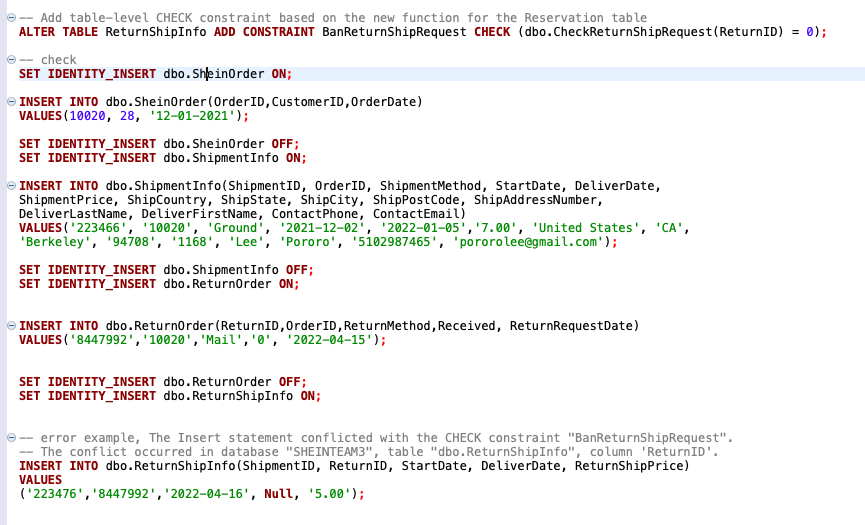 -- Add table-level CHECK constraint based on the new function for the Reservation table
ALTER TABLE ReturnShipInfo ADD CONSTRAINT BanReturnShipRequest CHECK (dbo.CheckReturnShipRequest(ReturnID) = 0);
-- check
SET IDENTITY_INSERT dbo.SheinOrder ON;
INSERT INTO dbo.SheinOrder(OrderID,CustomerID,OrderDate)
VALUES(10020, 28, '12-01-2021');
SET IDENTITY_INSERT dbo.SheinOrder OFF;
SET IDENTITY_INSERT dbo.ShipmentInfo ON;
INSERT INTO dbo.ShipmentInfo(ShipmentID, OrderID, ShipmentMethod, StartDate, DeliverDate,
ShipmentPrice, ShipCountry, ShipState, ShipCity, ShipPostCode, ShipAddressNumber,
DeliverLastName, DeliverFirstName, ContactPhone, ContactEmail)
VALUES('223466', '10020', 'Ground', '2021-12-02', '2022-01-05','7.00', 'United States', 'CA',
'Berkeley', '94708', '1168', 'Lee', 'Pororo', '5102987465', 'pororolee@gmail.com');
SET IDENTITY_INSERT dbo.ShipmentInfo OFF;
SET IDENTITY_INSERT dbo.ReturnOrder ON;
INSERT INTO dbo.ReturnOrder(ReturnID,OrderID,ReturnMethod,Received, ReturnRequestDate)
VALUES('8447992','10020','Mail','0', '2022-04-15');
SET IDENTITY_INSERT dbo.ReturnOrder OFF;
SET IDENTITY_INSERT dbo.ReturnShipInfo ON;
-- error example, The Insert statement conflicted with the CHECK constraint "BanReturnShipRequest".
-- The conflict occurred in database "SHEINTEAM3", table "dbo.ReturnShipInfo", column 'ReturnID'.
INSERT INTO dbo.ReturnShipInfo(ShipmentID, ReturnID, StartDate, DeliverDate, ReturnShipPrice)
VALUES
('223476','8447992','2022-04-16', Null, '5.00');